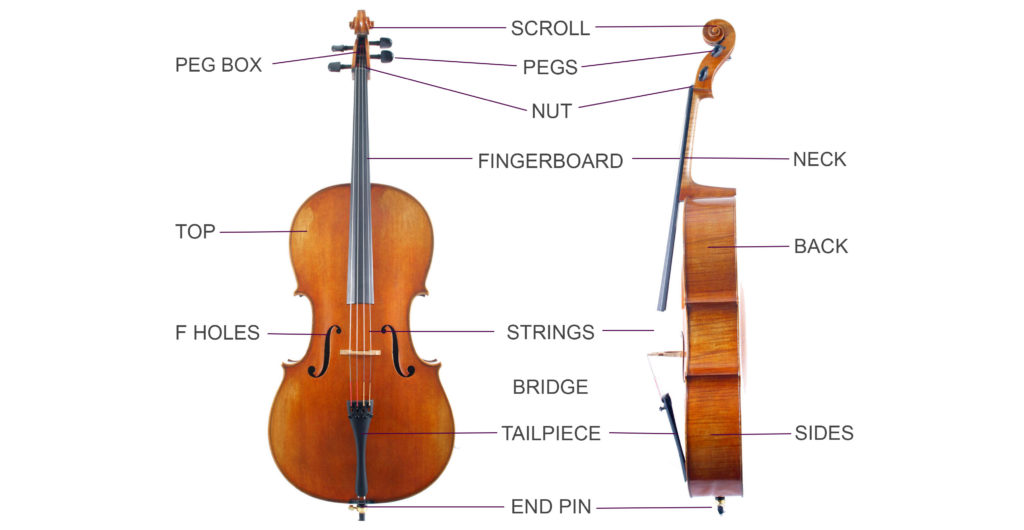 SCROLL
PEG BOX
PEGS
NUT
FINGERBOARD
NECK
TOP
BACK
F HOLES
STRINGS
BRIDGE
TAILPIECE
SIDES
END PIN